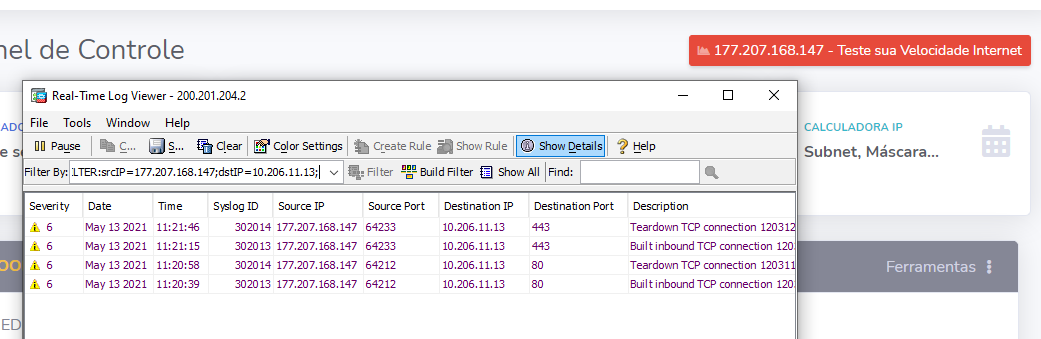 nel de Controle
177.207.168.147 - Teste sua Velocidade Internet
Real-Time Log Viewer - 200.201.204.2
File Tools Window Help
Pause C... S... Clear Color Settings Create Rule Show Rule Show Details Help
Filter By: ILTER:srcIP=177.207.168.147;dstIP=10.206.11.13; Filter Build Filter Show All Find:
Severity Date Time Syslog ID Source IP Source Port Destination IP Destination Port Description
6 May 13 2021 11:21:46 302014 177.207.168.147 64233 10.206.11.13 443 Teardown TCP connection 120312
6 May 13 2021 11:21:15 302013 177.207.168.147 64233 10.206.11.13 443 Built inbound TCP connection 120
6 May 13 2021 11:20:58 302014 177.207.168.147 64212 10.206.11.13 80 Teardown TCP connection 120311
6 May 13 2021 11:20:39 302013 177.207.168.147 64212 10.206.11.13 80 Built inbound TCP connection 120
CALCULADORA IP
Subnet, Máscara...
Ferramentas
ED